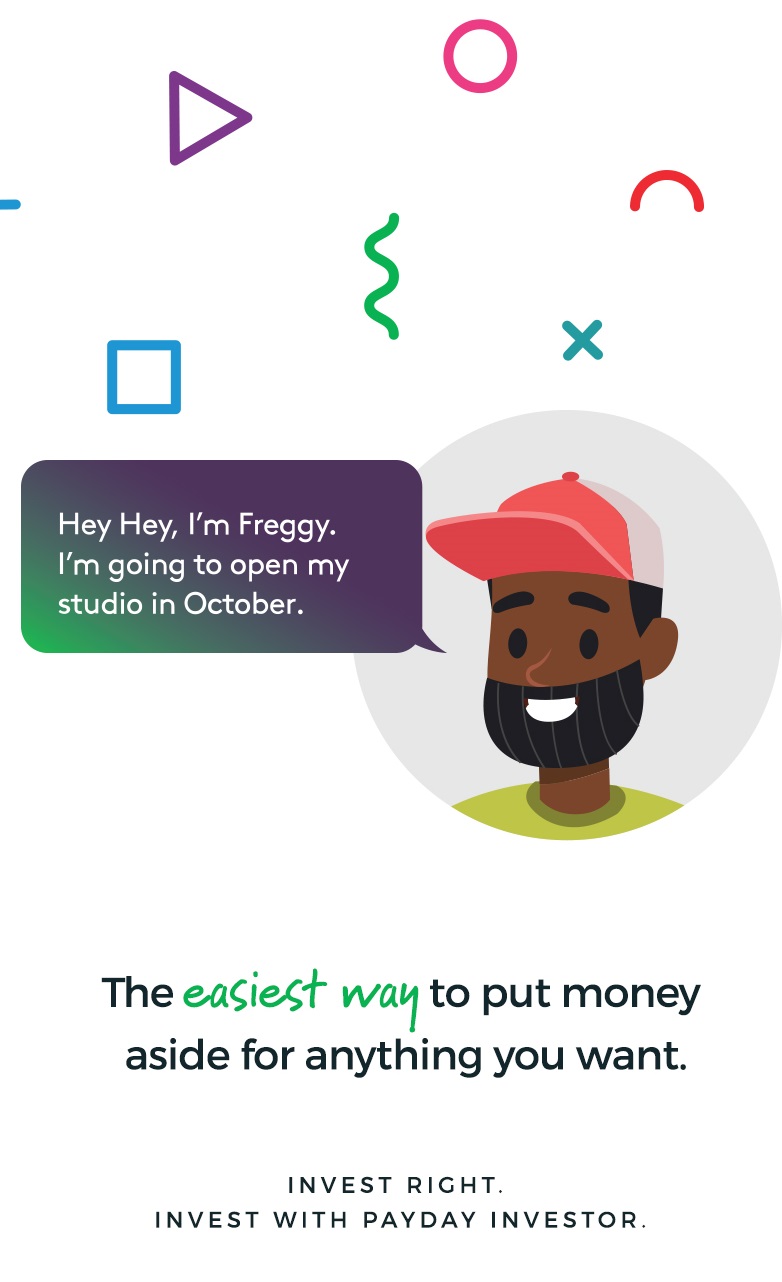 Hey Hey, I’m Freggy.
I’m going to open my
studio in October.
The easiest way to put money
aside for anything you want.
INVEST RIGHT.
INVEST WITH PAYDAY INVESTOR.